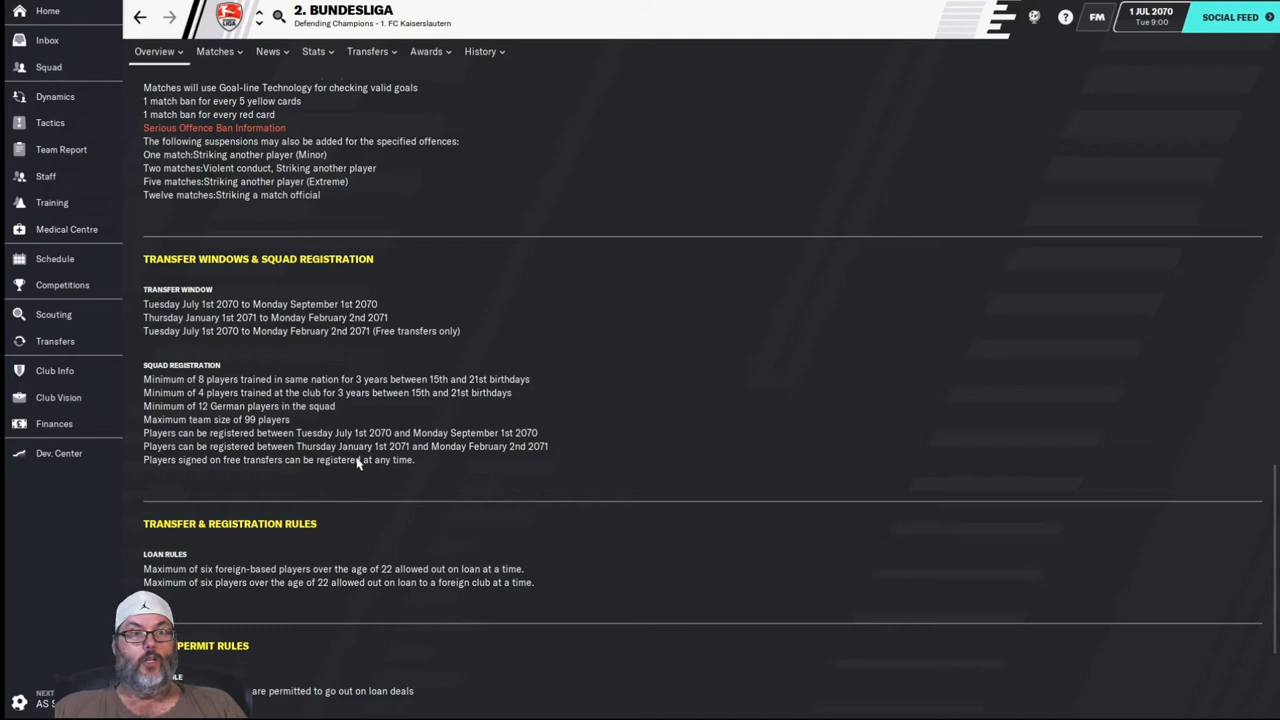 Home
2. BUNDESLIGA
Defending Champions - 1. FC Kaiserslautern
FM
1 JUL 2070
Tue 9:00
SOCIAL FEED
Inbox
Squad
Dynamics
Tactics
Team Report
Staff
Training
Medical Centre
Schedule
Competitions
Scouting
Transfers
Club Info
Club Vision
Finances
Dev. Center
NEXT
AS S
Overview
Matches
News
Stats
Transfers
Awards
History
Matches will use Goal-line Technology for checking valid goals
1 match ban for every 5 yellow cards
1 match ban for every red card
Serious Offence Ban Information
The following suspensions may also be added for the specified offences:
One match:Striking another player (Minor)
Two matches:Violent conduct, Striking another player
Five matches:Striking another player (Extreme)
Twelve matches:Striking a match official
TRANSFER WINDOWS & SQUAD REGISTRATION
TRANSFER WINDOW
Tuesday July 1st 2070 to Monday September 1st 2070
Thursday January 1st 2071 to Monday February 2nd 2071
Tuesday July 1st 2070 to Monday February 2nd 2071 (Free transfers only)
SQUAD REGISTRATION
Minimum of 8 players trained in same nation for 3 years between 15th and 21st birthdays
Minimum of 4 players trained at the club for 3 years between 15th and 21st birthdays
Minimum of 12 German players in the squad
Maximum team size of 99 players
Players can be registered between Tuesday July 1st 2070 and Monday September 1st 2070
Players can be registered between Thursday January 1st 2071 and Monday February 2nd 2071
Players signed on free transfers can be registered at any time.
TRANSFER & REGISTRATION RULES
LOAN RULES
Maximum of six foreign-based players over the age of 22 allowed out on loan at a time.
Maximum of six players over the age of 22 allowed out on loan to a foreign club at a time.
PERMIT RULES
are permitted to go out on loan deals